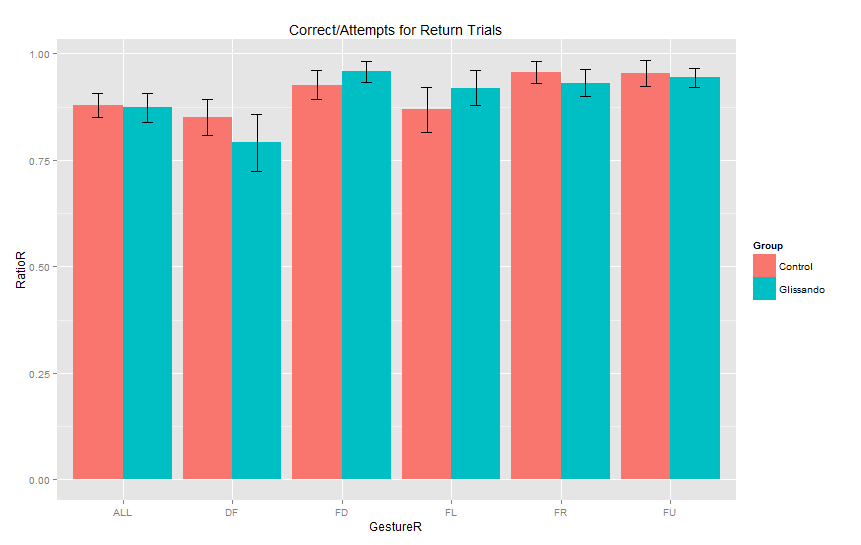 Correct/Attempts for Return Trials
1.00
0.75
0.50
0.25
0.00
RatioR
ALL DF FD FL FR FU
GestureR
Group
Control
Glissando